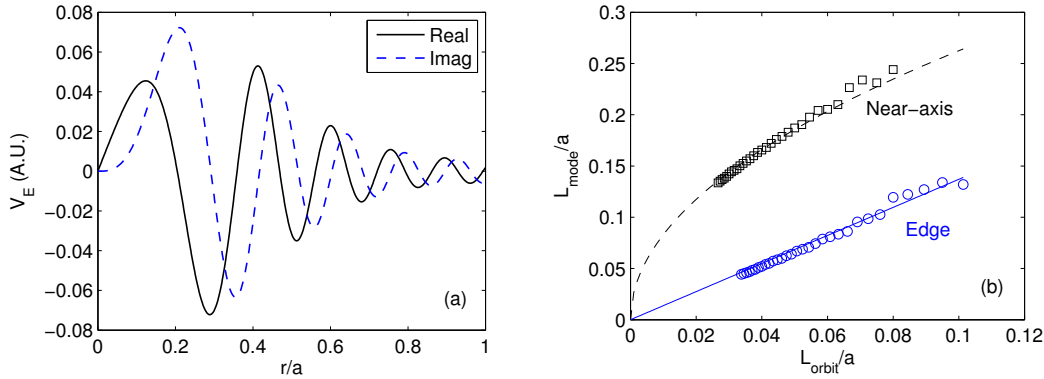 0.08
0.06
0.04
0.02
0
−0.02
−0.04
−0.06
−0.08
V_E (A.U.)
Real
Imag
(a)
0 0.2 0.4 0.6 0.8 1
r/a
0.3
0.25
0.2
0.15
0.1
0.05
0
L_mode/a
Near−axis
Edge
(b)
0 0.02 0.04 0.06 0.08 0.1 0.12
L_orbit/a